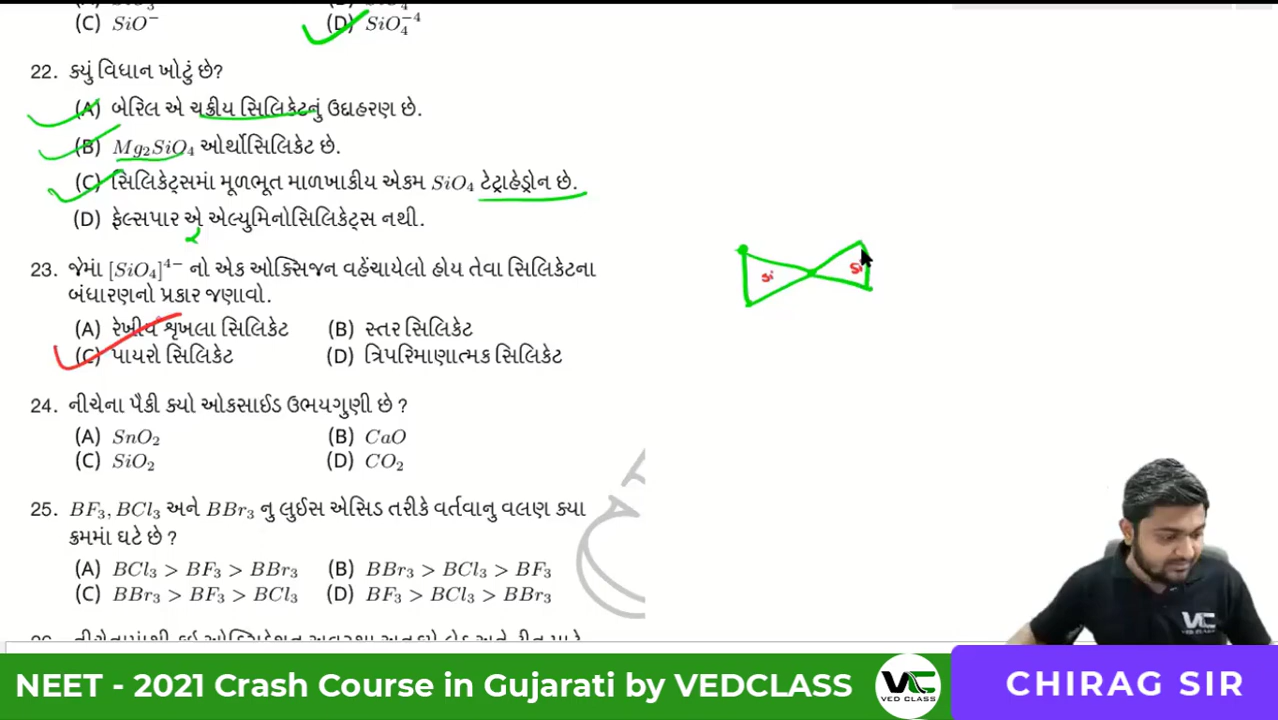 (C) SiO⁻ (D) SiO₄⁻⁴
22. ક્યું વિધાન ખોટું છે?
(A) બેરિલ એ ચક્રીય સિલિકેટનું ઉદ્દાહરણ છે.
(B) Mg₂SiO₄ ઓર્થોસિલિકેટ છે.
(C) સિલિકેટ્સમાં મૂળભૂત માળખાકીય એકમ SiO₄ ટેટ્રાહેડ્રોન છે.
(D) ફેલ્સપાર એ એલ્યુમિનોસિલિકેટ્સ નથી.
23. જેમાં [SiO₄]⁴⁻ નો એક ઓક્સિજન વહેંચાયેલો હોય તેવા સિલિકેટના
બંધારણનો પ્રકાર જણાવો.
Si Si
(A) રેખીય શૃંખલા સિલિકેટ (B) સ્તર સિલિકેટ
(C) પાયરો સિલિકેટ (D) ત્રિપરિમાણાત્મક સિલિકેટ
24. નીચેના પૈકી ક્યો ઓકસાઈડ ઉભયગુણી છે ?
(A) SnO₂ (B) CaO
(C) SiO₂ (D) CO₂
25. BF₃, BCl₃ અને BBr₃ નુ લુઈસ એસિડ તરીકે વર્તવાનુ વલણ ક્યા
ક્રમમાં ઘટે છે ?
(A) BCl₃ > BF₃ > BBr₃ (B) BBr₃ > BCl₃ > BF₃
(C) BBr₃ > BF₃ > BCl₃ (D) BF₃ > BCl₃ > BBr₃
VC
VED CLASS
NEET - 2021 Crash Course in Gujarati by VEDCLASS
VC
VED CLASS
CHIRAG SIR